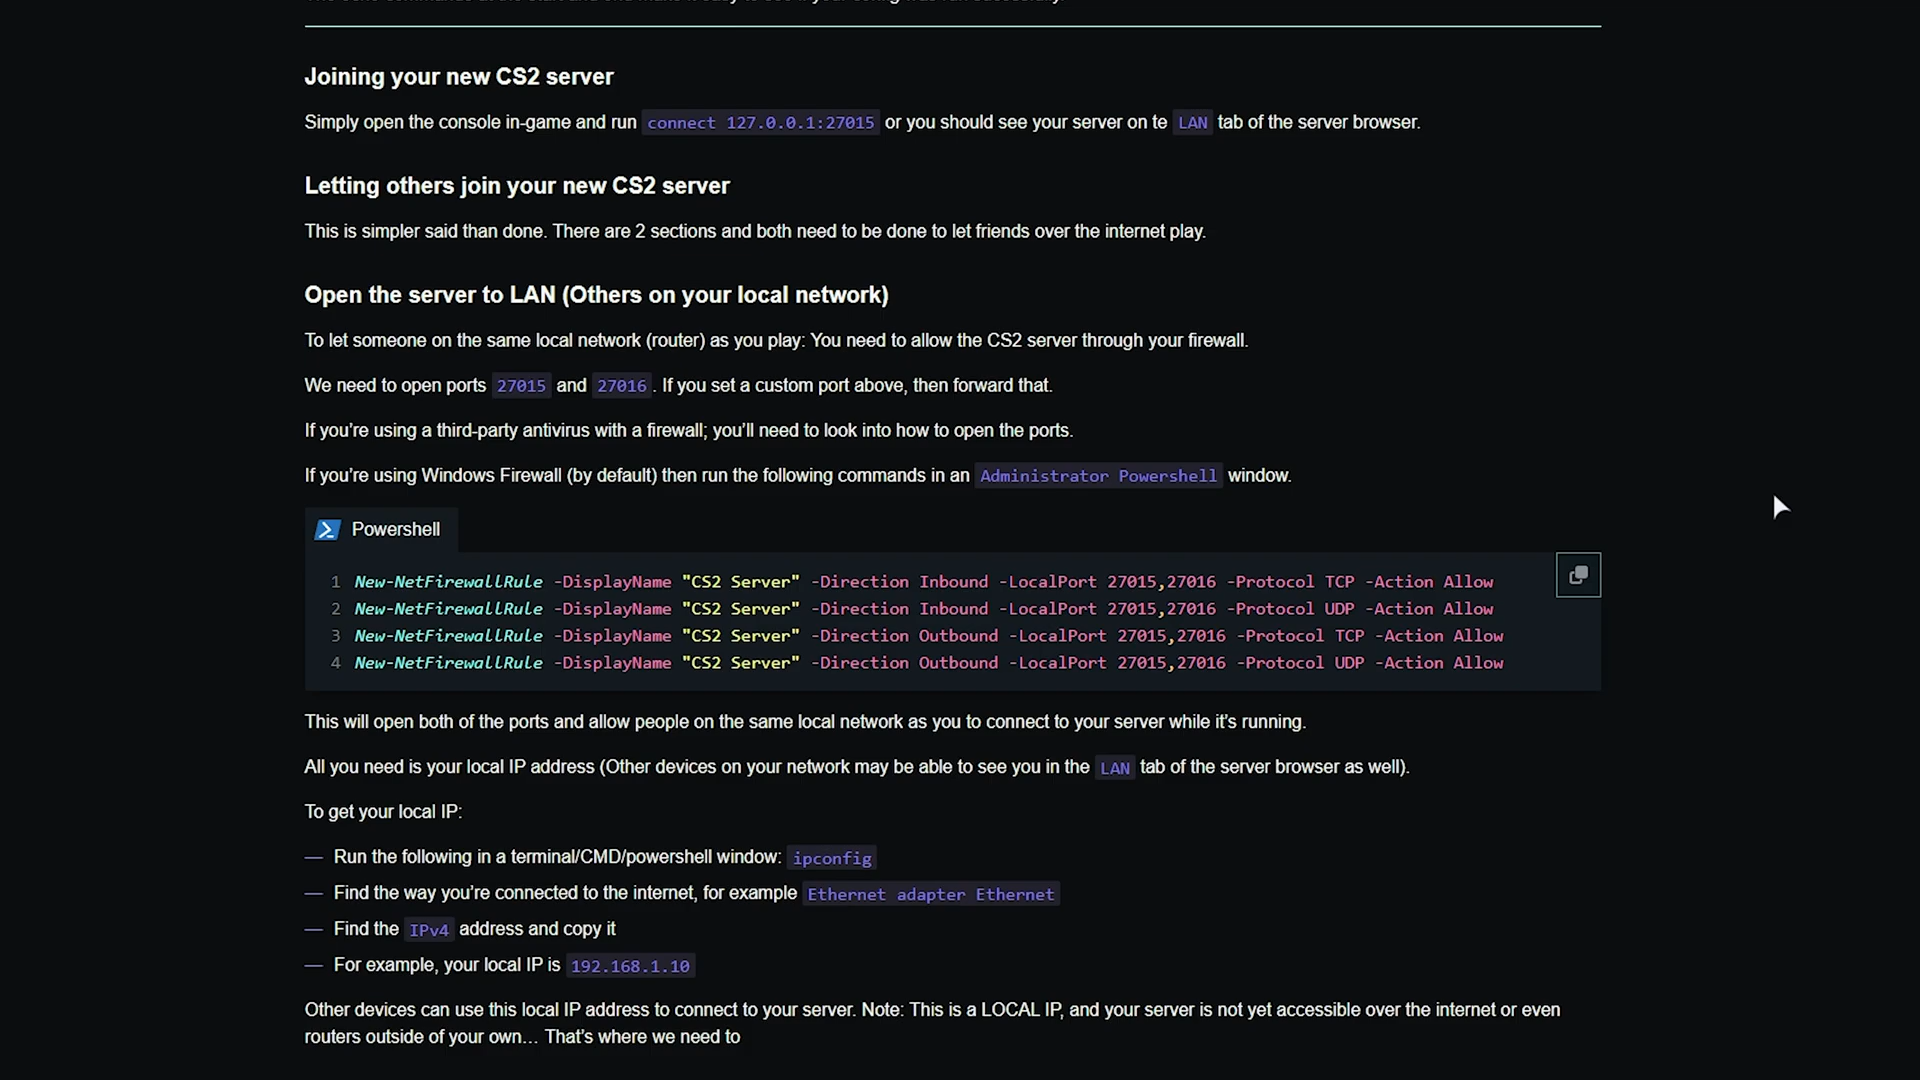 Joining your new CS2 server
Simply open the console in-game and run connect 127.0.0.1:27015 or you should see your server on te LAN tab of the server browser.
Letting others join your new CS2 server
This is simpler said than done. There are 2 sections and both need to be done to let friends over the internet play.
Open the server to LAN (Others on your local network)
To let someone on the same local network (router) as you play: You need to allow the CS2 server through your firewall.
We need to open ports 27015 and 27016 . If you set a custom port above, then forward that.
If you're using a third-party antivirus with a firewall; you'll need to look into how to open the ports.
If you're using Windows Firewall (by default) then run the following commands in an Administrator Powershell window.
Powershell
1 New-NetFirewallRule -DisplayName "CS2 Server" -Direction Inbound -LocalPort 27015,27016 -Protocol TCP -Action Allow
2 New-NetFirewallRule -DisplayName "CS2 Server" -Direction Inbound -LocalPort 27015,27016 -Protocol UDP -Action Allow
3 New-NetFirewallRule -DisplayName "CS2 Server" -Direction Outbound -LocalPort 27015,27016 -Protocol TCP -Action Allow
4 New-NetFirewallRule -DisplayName "CS2 Server" -Direction Outbound -LocalPort 27015,27016 -Protocol UDP -Action Allow
This will open both of the ports and allow people on the same local network as you to connect to your server while it's running.
All you need is your local IP address (Other devices on your network may be able to see you in the LAN tab of the server browser as well).
To get your local IP:
— Run the following in a terminal/CMD/powershell window: ipconfig
— Find the way you're connected to the internet, for example Ethernet adapter Ethernet
— Find the IPv4 address and copy it
— For example, your local IP is 192.168.1.10
Other devices can use this local IP address to connect to your server. Note: This is a LOCAL IP, and your server is not yet accessible over the internet or even
routers outside of your own... That's where we need to